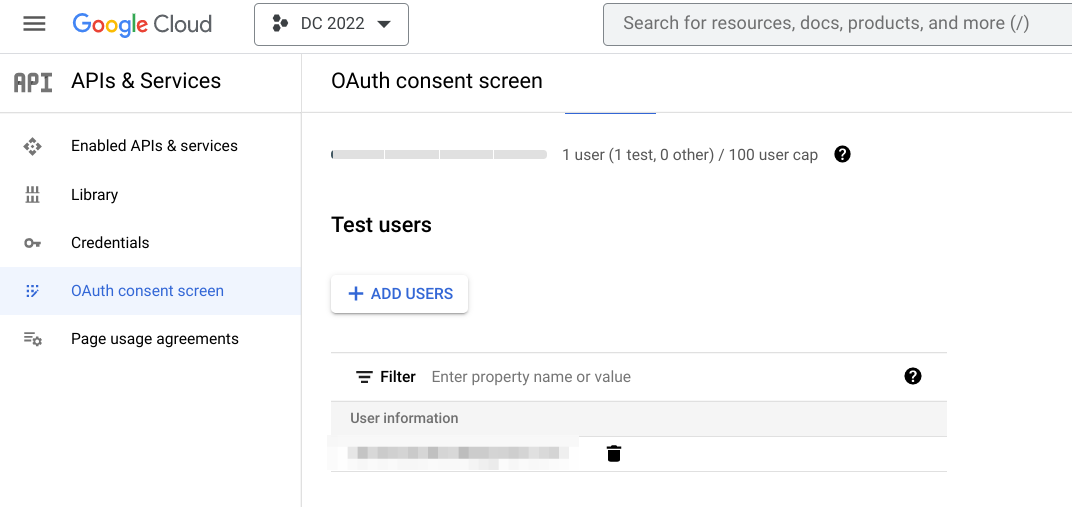 Google Cloud
DC 2022
Search for resources, docs, products, and more (/)
API
APIs & Services
OAuth consent screen
Enabled APIs & services
Library
Credentials
OAuth consent screen
Page usage agreements
1 user (1 test, 0 other) / 100 user cap
?
Test users
+ ADD USERS
Filter Enter property name or value
?
User information